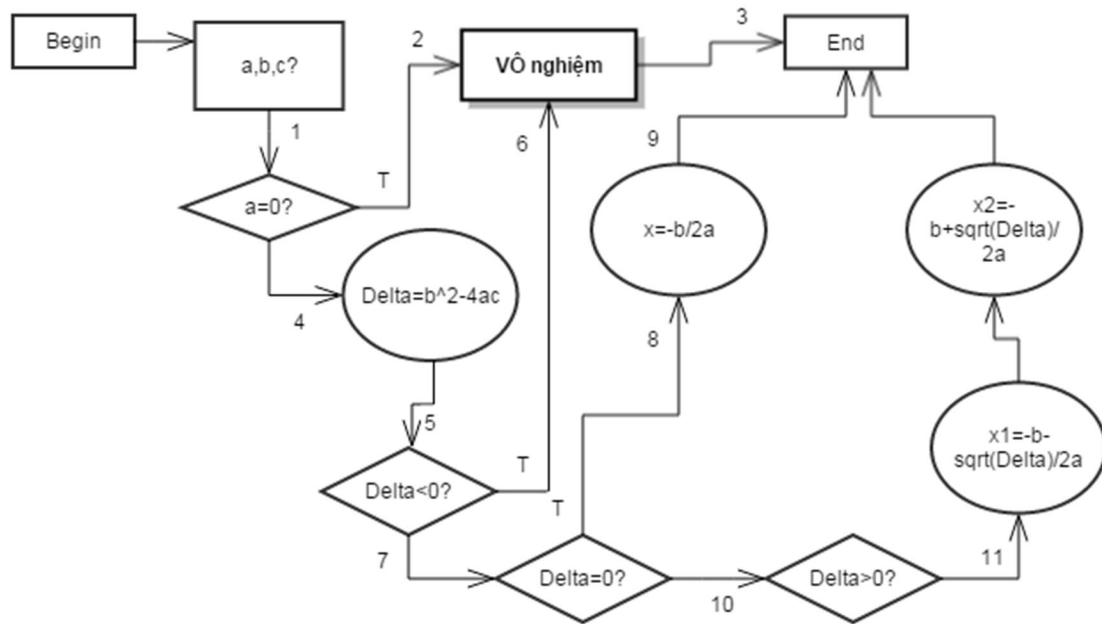 Begin
a,b,c?
2
VÔ nghiệm
3
End
1
T
6
9
a=0?
x=-b/2a
x2=-
b+sqrt(Delta)/
2a
Delta=b^2-4ac
4
8
5
x1=-b-
sqrt(Delta)/2a
Delta<0?
T
T
7
Delta=0?
10
Delta>0?
11